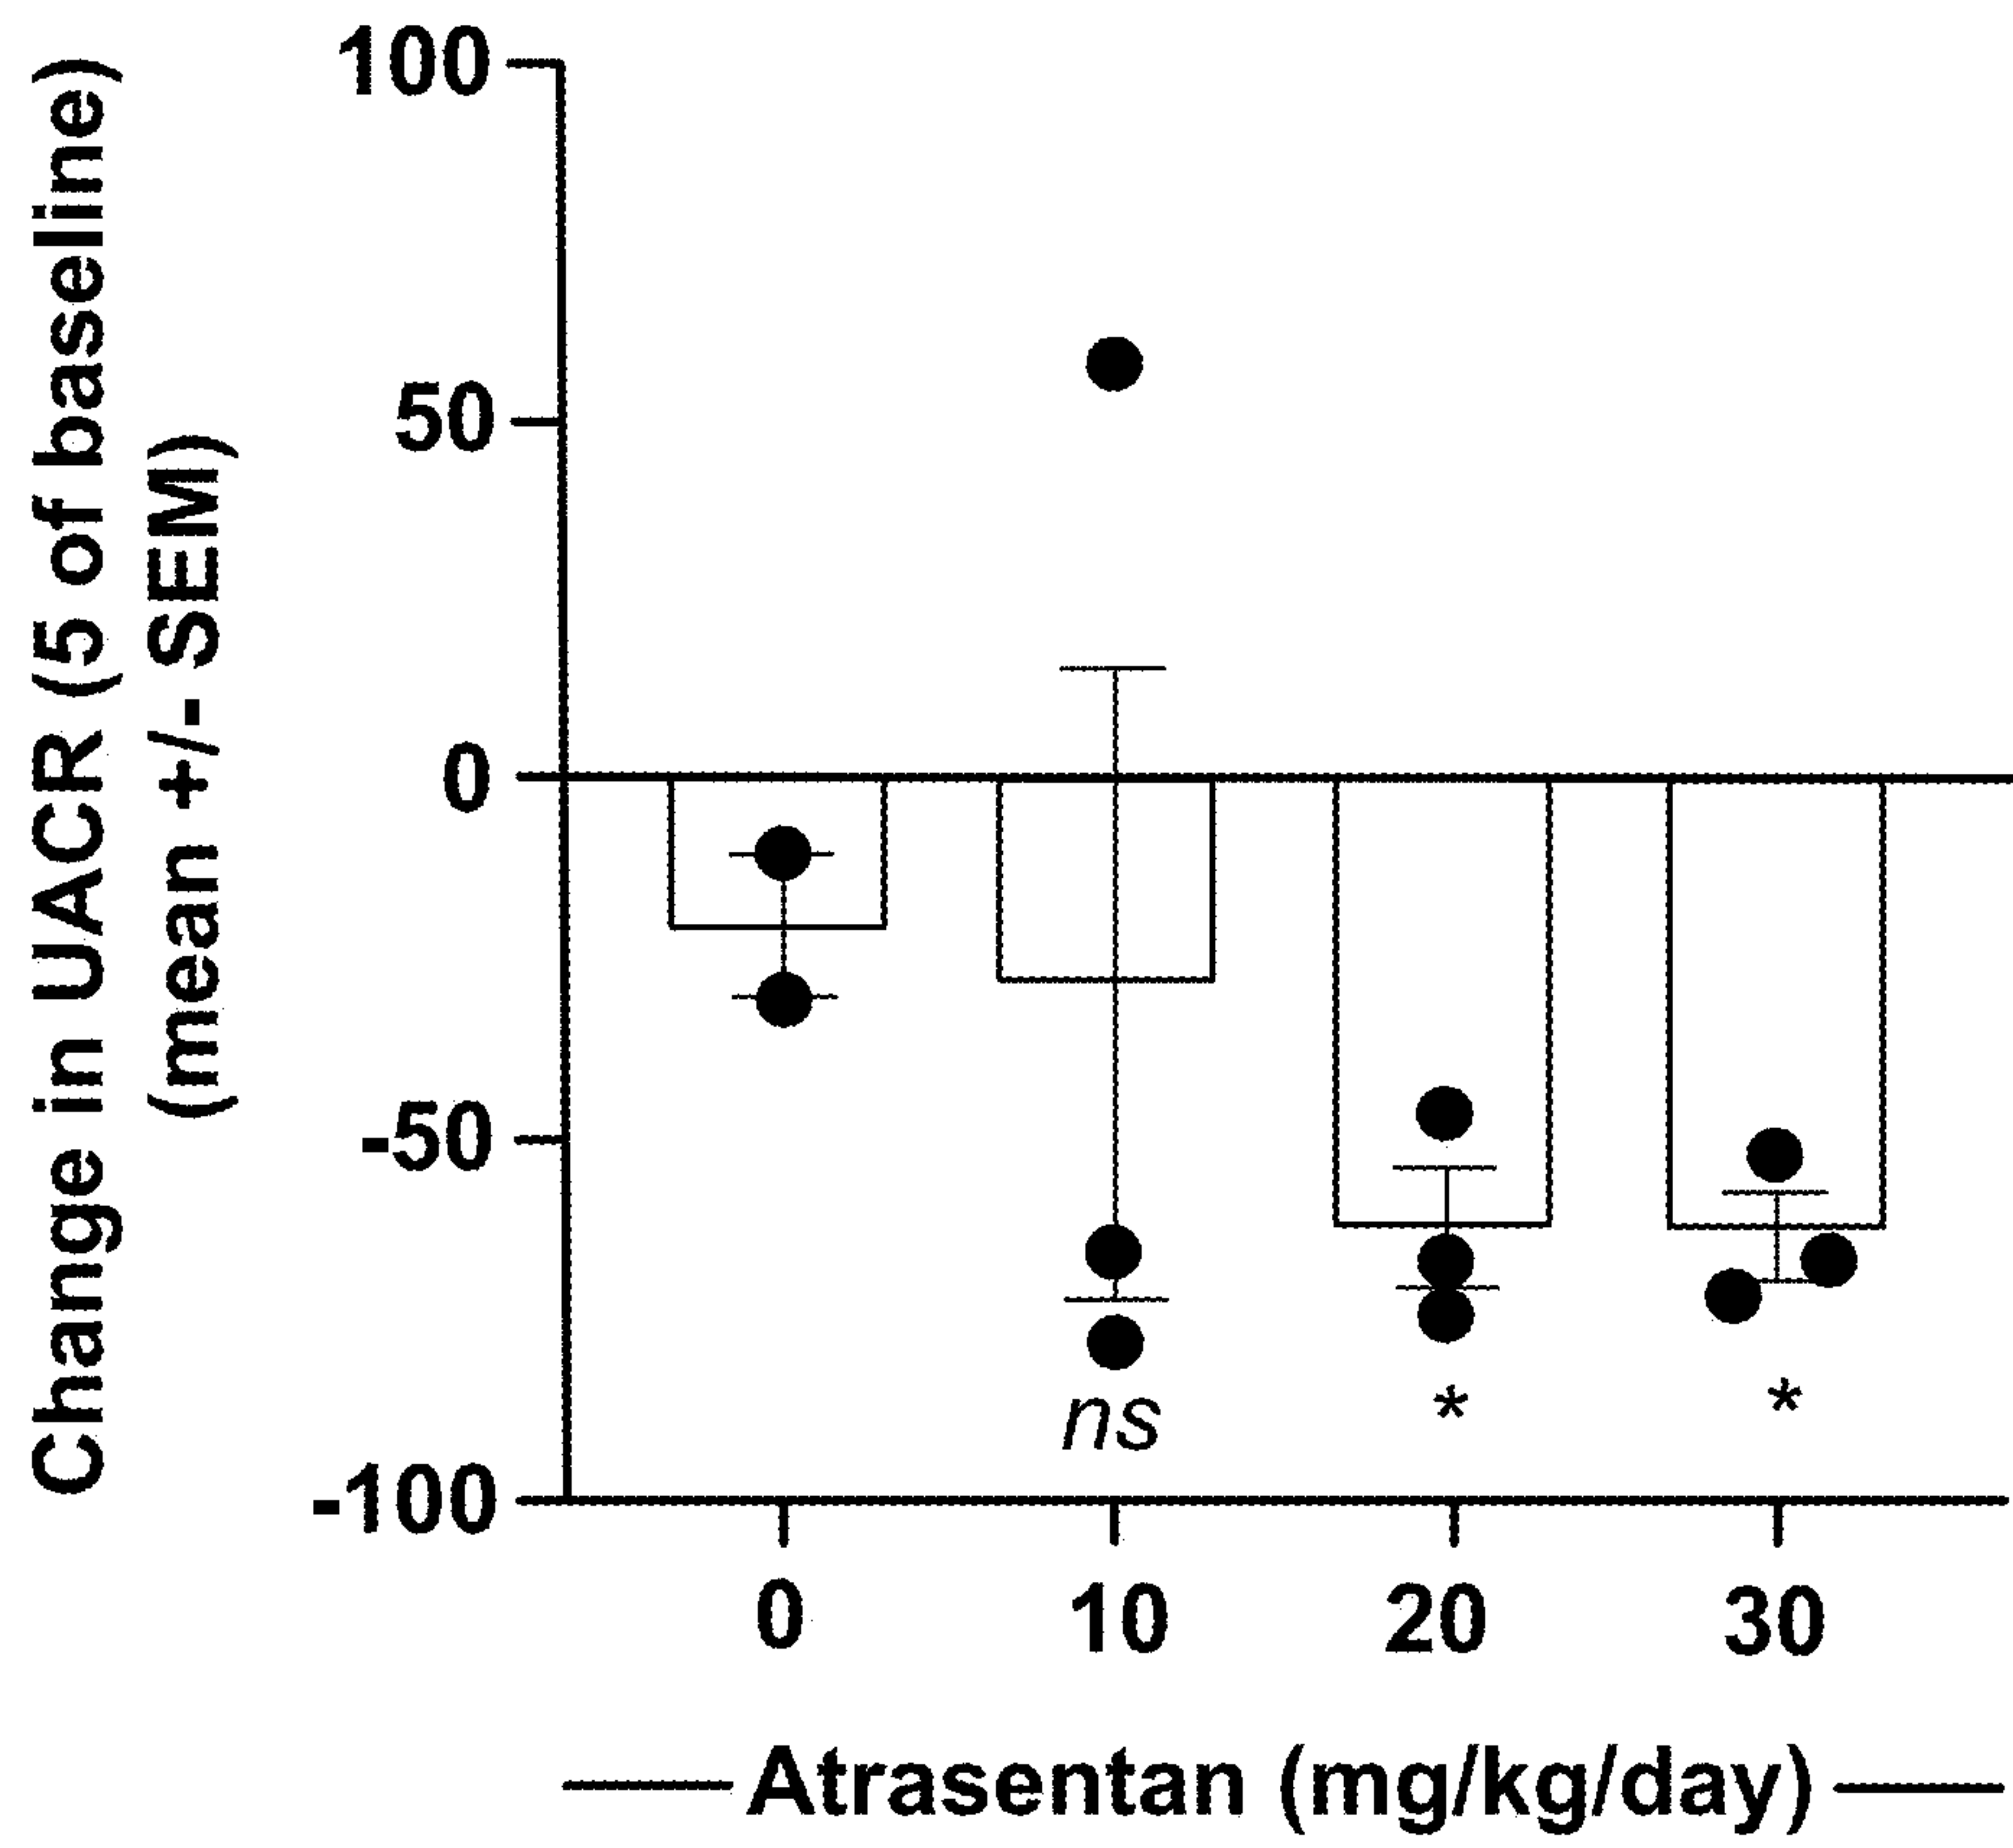 Change in UACR (5 of baseline)
(mean +/- SEM)
100
50
0
-50
-100
ns
*
*
0
10
20
30
Atrasentan (mg/kg/day)